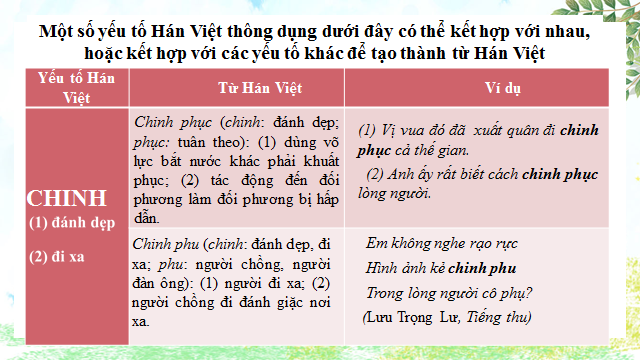 Một số yếu tố Hán Việt thông dụng dưới đây có thể kết hợp với nhau,
hoặc kết hợp với các yếu tố khác để tạo thành từ Hán Việt
Yếu tố Hán
Việt
Từ Hán Việt
Ví dụ
CHINH
(1) đánh dẹp
(2) đi xa
Chinh phục (chinh: đánh dẹp;
phục: tuân theo): (1) dùng võ
lực bắt nước khác phải khuất
phục; (2) tác động đến đối
phương làm đối phương bị hấp
dẫn.
(1) Vị vua đó đã xuất quân đi chinh
phục cả thế gian.
(2) Anh ấy rất biết cách chinh phục
lòng người.
Chinh phu (chinh: đánh dẹp, đi
xa; phu: người chồng, người
đàn ông): (1) người đi xa; (2)
người chồng đi đánh giặc nơi
xa.
Em không nghe rạo rực
Hình ảnh kẻ chinh phu
Trong lòng người cô phụ?
(Lưu Trọng Lư, Tiếng thu)